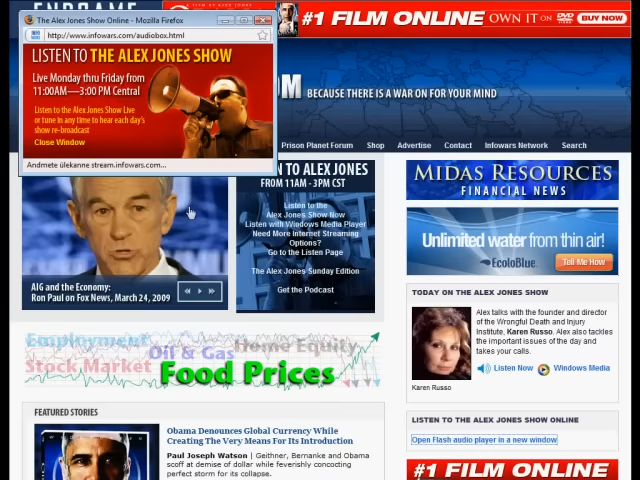 The Alex Jones Show Online - Mozilla Firefox
http://www.infowars.com/audiobox.html
LISTEN TO THE ALEX JONES SHOW
Live Monday thru Friday from
11:00AM—3:00 PM Central
Listen to the Alex Jones Show Live
or tune in any time to hear each day's
show re-broadcast
Close Window
Andmete ülekanne stream.infowars.com...
#1 FILM ONLINE OWN IT ON DVD BUY NOW
OM BECAUSE THERE IS A WAR ON FOR YOUR MIND
Prison Planet Forum Shop Advertise Contact Infowars Network Search
AIG and the Economy:
Ron Paul on Fox News, March 24, 2009
EN TO ALEX JONES
FROM 11AM - 3PM CST
Listen to the
Alex Jones Show Now
Listen with Windows Media Player
Need More Internet Streaming
Options?
Go to the Listen Page
The Alex Jones Sunday Edition
Get the Podcast
MIDAS RESOURCES
FINANCIAL NEWS
Unlimited water from thin air!
EcoloBlue
Tell Me How
TODAY ON THE ALEX JONES SHOW
Alex talks with the founder and director
of the Wrongful Death and Injury
Institute, Karen Russo. Alex also tackles
the important issues of the day and
takes your calls.
Listen Now Windows Media
Karen Russo
LISTEN TO THE ALEX JONES SHOW ONLINE
Open Flash audio player in a new window
#1 FILM ONLINE
Employment
Home Equity
Oil & Gas
Stock Market
Food Prices
FEATURED STORIES
Obama Denounces Global Currency While
Creating The Very Means For Its Introduction
Paul Joseph Watson | Geithner, Bernanke and Obama
scoff at demise of dollar while feverishly concocting
perfect storm for its collapse.